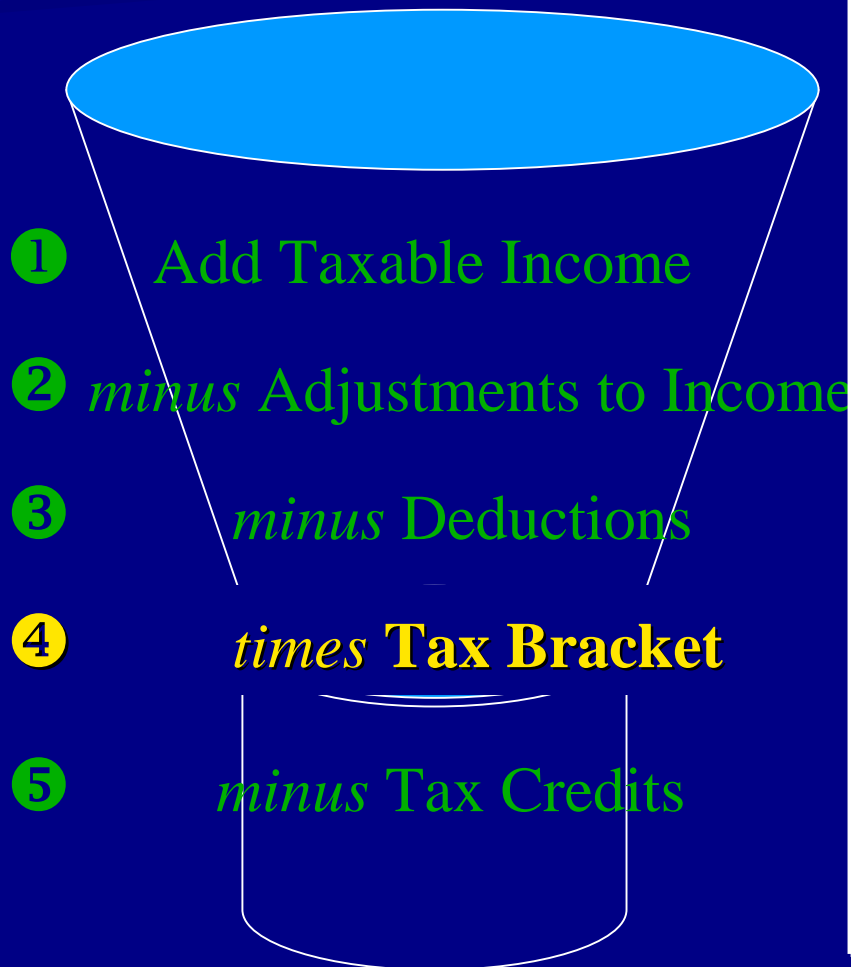 ❶ Add Taxable Income
❷ minus Adjustments to Income
❸ minus Deductions
❹ times Tax Bracket
❺ minus Tax Credits